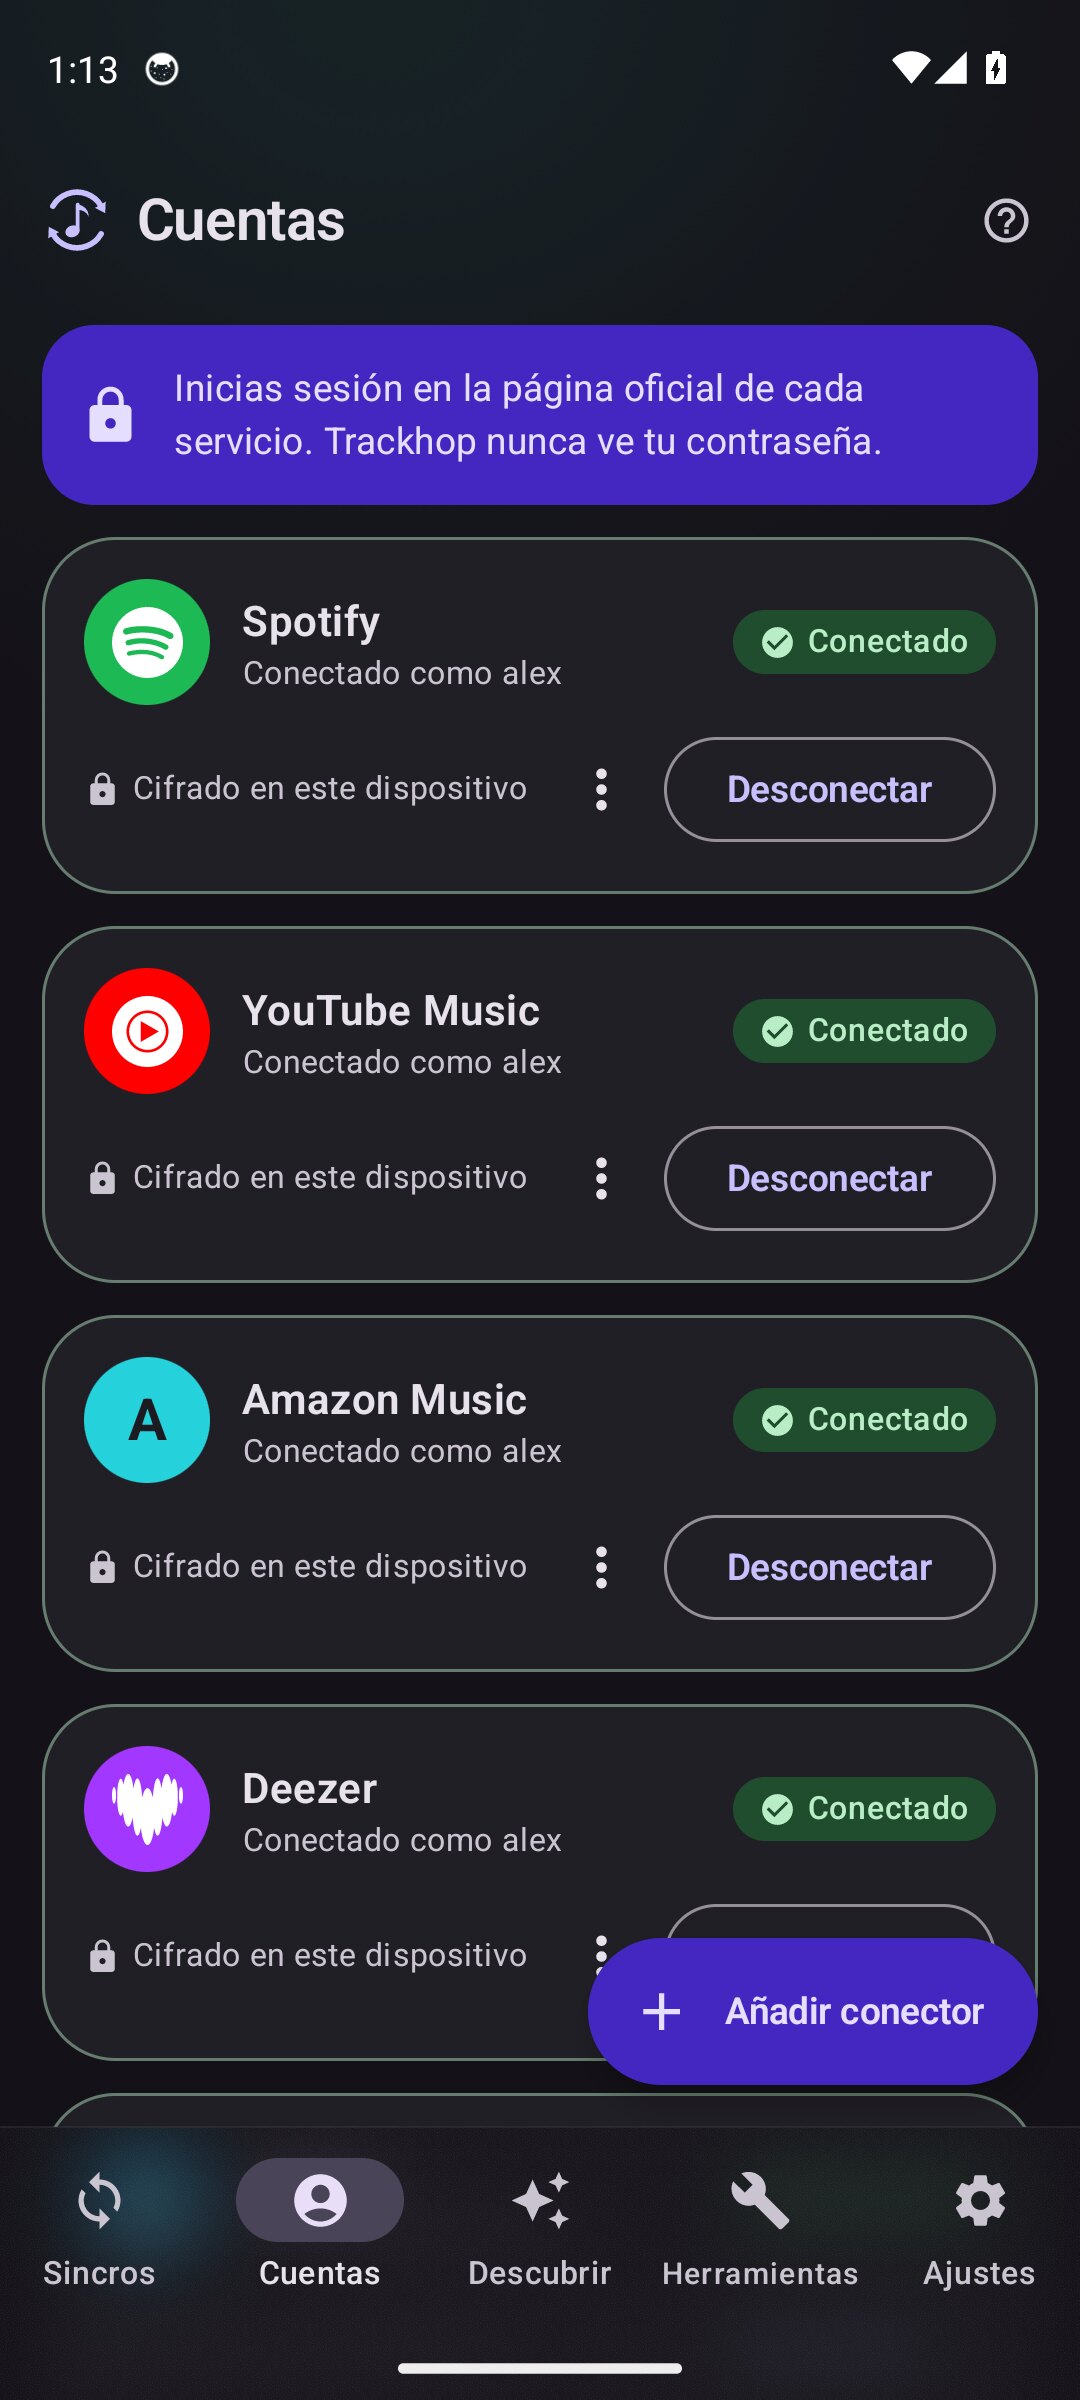 1:13
Cuentas
Inicias sesión en la página oficial de cada
servicio. Trackhop nunca ve tu contraseña.
Spotify
Conectado como alex
Conectado
Cifrado en este dispositivo
Desconectar
YouTube Music
Conectado como alex
Conectado
Cifrado en este dispositivo
Desconectar
A
Amazon Music
Conectado como alex
Conectado
Cifrado en este dispositivo
Desconectar
Deezer
Conectado como alex
Conectado
Cifrado en este dispositivo
Añadir conector
Sincros
Cuentas
Descubrir
Herramientas
Ajustes